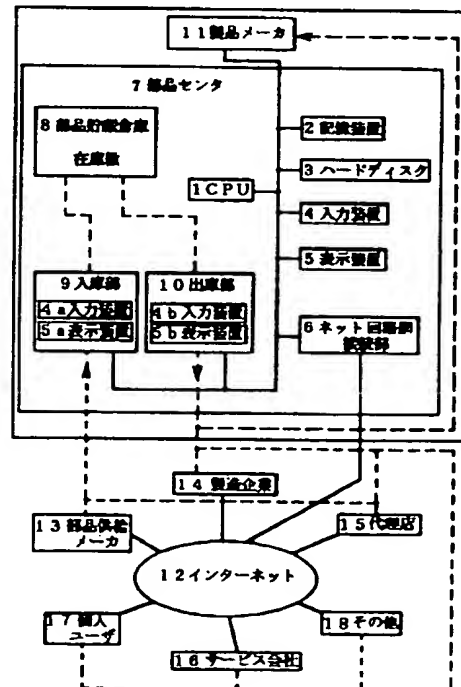 11製品メーカ
7部品センタ
8部品貯蔵倉庫
在庫数
2記憶装置
3ハードディスク
1CPU
4入力装置
5表示装置
9入庫部
4a入力装置
5a表示装置
10出庫部
4b入力装置
5b表示装置
6ネット回路網
接続部
14製造企業
13部品供給
メーカ
15代理店
12インターネット
17個人
ユーザ
18その他
16サービス会社